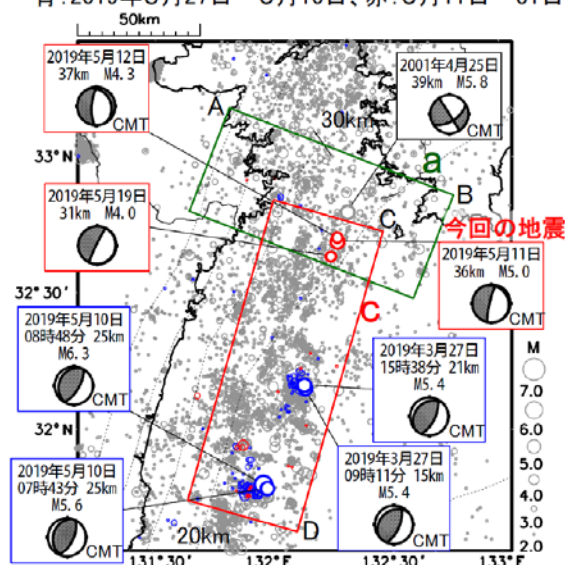 50km
2019年5月12日
37km M4.3
CMT
2001年4月25日
39km M5.8
CMT
A
30km
a
B
33°N
2019年5月19日
31km M4.0
C
今回の地震
2019年5月11日
36km M5.0
CMT
32°30'
c
2019年5月10日
08時48分 25km
M6.3
CMT
2019年3月27日
15時38分 21km
M5.4
CMT
M
7.0
6.0
5.0
4.0
3.0
2.0
32°N
2019年5月10日
07時43分 25km
M5.6
CMT
2019年3月27日
09時11分 15km
M5.4
CMT
20km
D
131°30'
132°E
132°30'
133°E